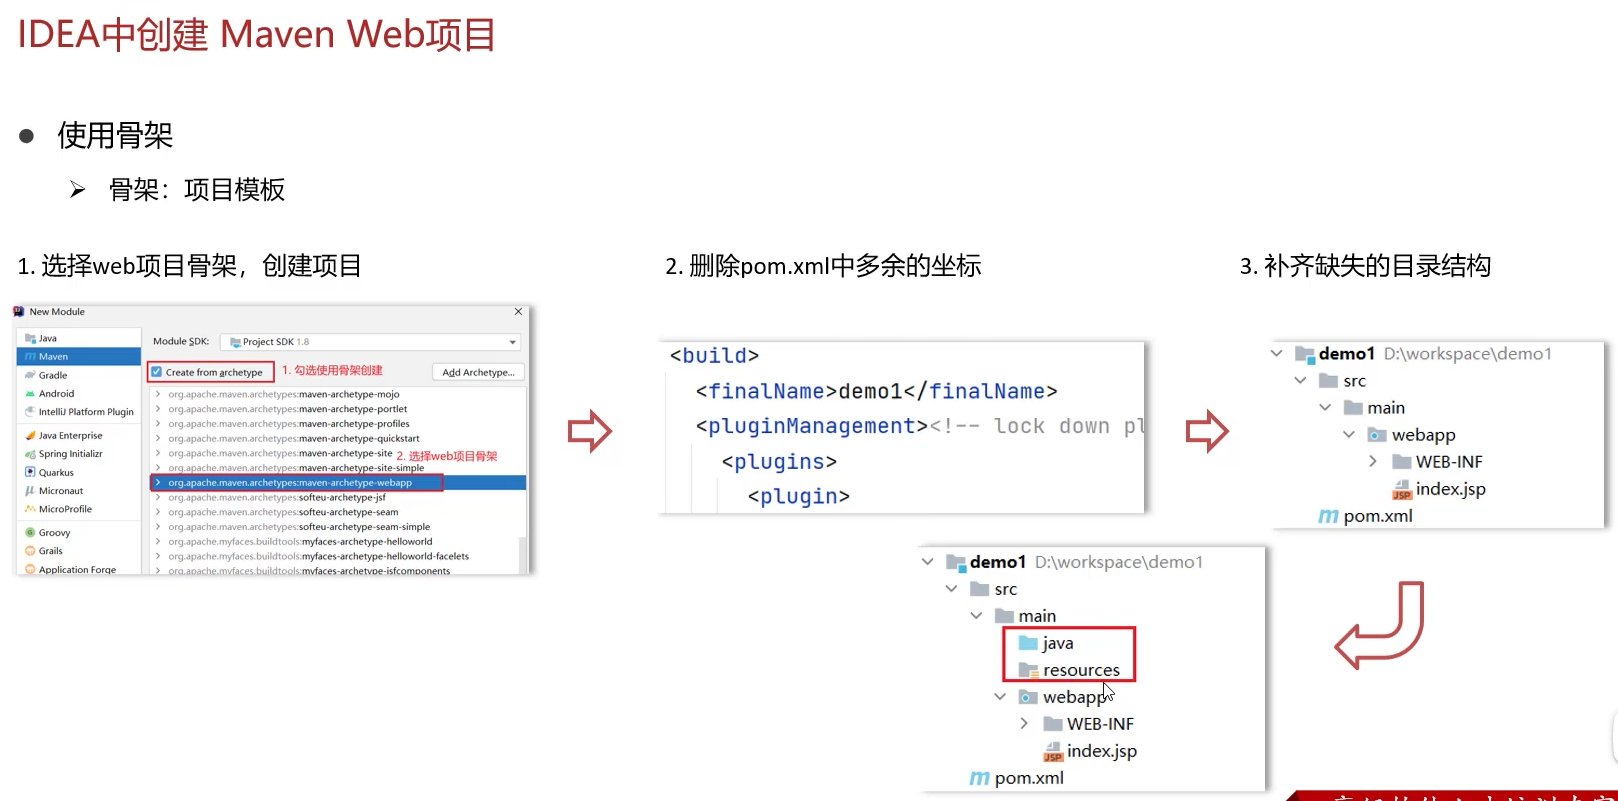 IDEA中创建 Maven Web项目
使用骨架
骨架：项目模板
1. 选择web项目骨架，创建项目
New Module
Java
Maven
Gradle
Android
IntelliJ Platform Plugin
Java Enterprise
Spring Initializr
Quarkus
Micronaut
MicroProfile
Groovy
Grails
Application Forge
Module SDK:
Project SDK 1.8
Create from archetype
1. 勾选使用骨架创建
Add Archetype...
org.apache.maven.archetypes:maven-archetype-mojo
org.apache.maven.archetypes:maven-archetype-portlet
org.apache.maven.archetypes:maven-archetype-profiles
org.apache.maven.archetypes:maven-archetype-quickstart
org.apache.maven.archetypes:maven-archetype-site
2. 选择web项目骨架
org.apache.maven.archetypes:maven-archetype-site-simple
org.apache.maven.archetypes:maven-archetype-webapp
org.apache.maven.archetypes:softeu-archetype-jsf
org.apache.maven.archetypes:softeu-archetype-seam
org.apache.maven.archetypes:softeu-archetype-seam-simple
org.apache.myfaces.buildtools:myfaces-archetype-helloworld
org.apache.myfaces.buildtools:myfaces-archetype-helloworld-facelets
org.apache.myfaces.buildtools:myfaces-archetype-jsfcomponents
2. 删除pom.xml中多余的坐标
<build>
<finalName>demo1</finalName>
<pluginManagement><!-- lock down pl
<plugins>
<plugin>
3. 补齐缺失的目录结构
demo1 D:\workspace\demo1
src
main
webapp
WEB-INF
index.jsp
pom.xml
demo1 D:\workspace\demo1
src
main
java
resources
webapp
WEB-INF
index.jsp
pom.xml